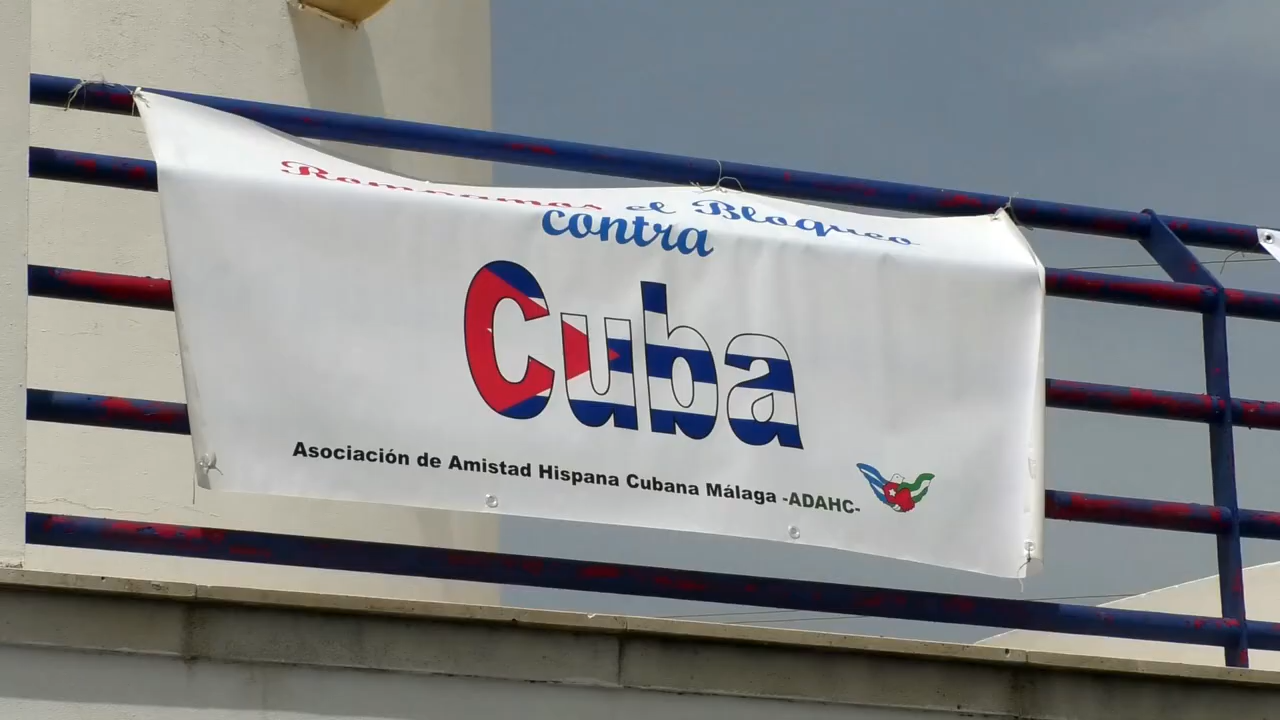 Rompamos el Bloqueo
contra
Cuba
Asociación de Amistad Hispana Cubana Málaga -ADAHC-